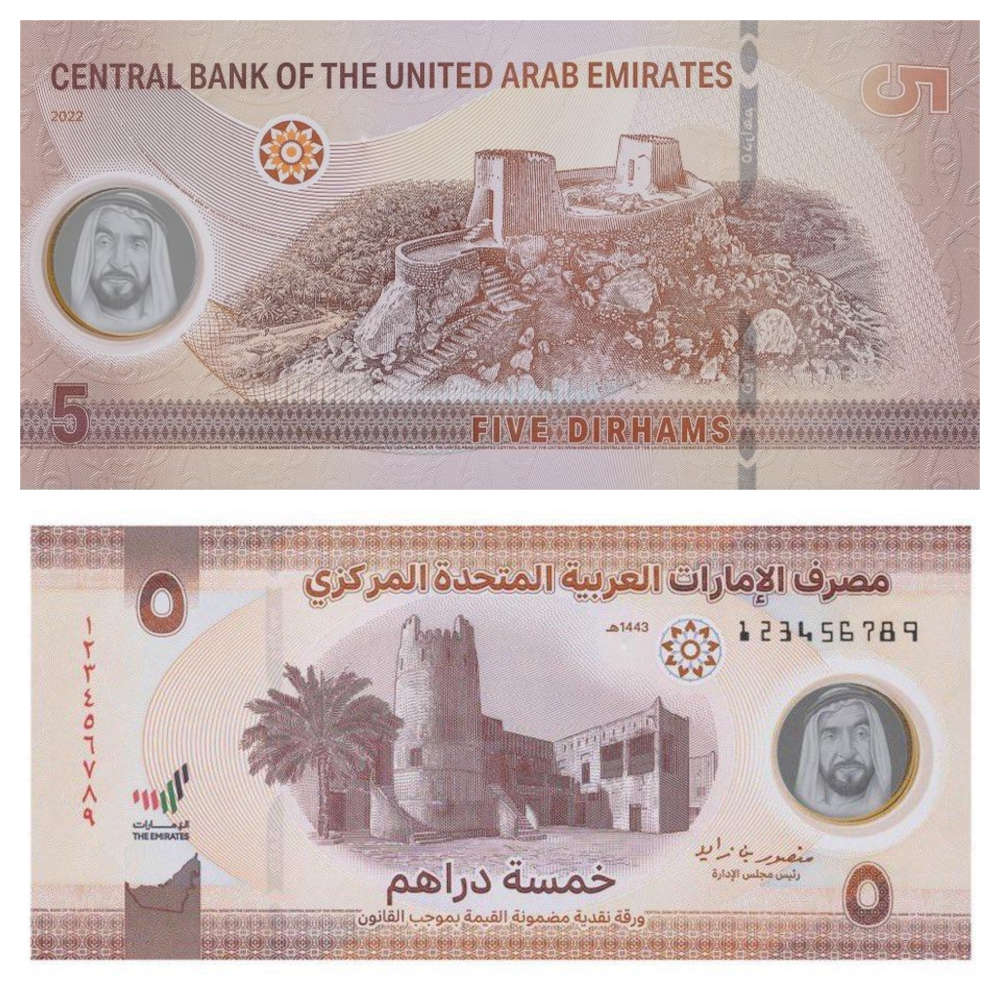 CENTRAL BANK OF THE UNITED ARAB EMIRATES
2022
5
5
FIVE DIRHAMS
مصرف الإمارات العربية المتحدة المركزي
٥
1443هـ
123456789
١٢٣٤٥٦٧٨٩
الإمارات
THE EMIRATES
منصور بن زايد
رئيس مجلس الإدارة
خمسة دراهم
٥
ورقة نقدية مضمونة القيمة بموجب القانون